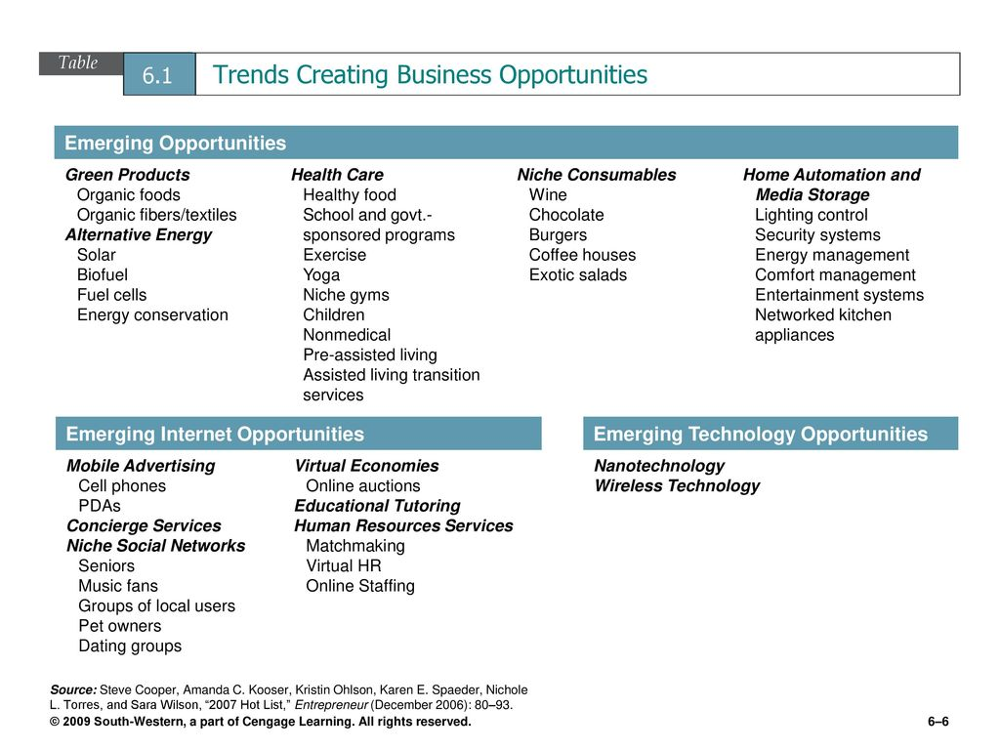 Table
6.1
Trends Creating Business Opportunities
Emerging Opportunities
Green Products
Organic foods
Organic fibers/textiles
Alternative Energy
Solar
Biofuel
Fuel cells
Energy conservation
Health Care
Healthy food
School and govt.-
sponsored programs
Exercise
Yoga
Niche gyms
Children
Nonmedical
Pre-assisted living
Assisted living transition
services
Niche Consumables
Wine
Chocolate
Burgers
Coffee houses
Exotic salads
Home Automation and
Media Storage
Lighting control
Security systems
Energy management
Comfort management
Entertainment systems
Networked kitchen
appliances
Emerging Internet Opportunities
Mobile Advertising
Cell phones
PDAs
Concierge Services
Niche Social Networks
Seniors
Music fans
Groups of local users
Pet owners
Dating groups
Virtual Economies
Online auctions
Educational Tutoring
Human Resources Services
Matchmaking
Virtual HR
Online Staffing
Emerging Technology Opportunities
Nanotechnology
Wireless Technology
Source: Steve Cooper, Amanda C. Kooser, Kristin Ohlson, Karen E. Spaeder, Nichole
L. Torres, and Sara Wilson, “2007 Hot List,” Entrepreneur (December 2006): 80–93.
© 2009 South-Western, a part of Cengage Learning. All rights reserved.
6–6